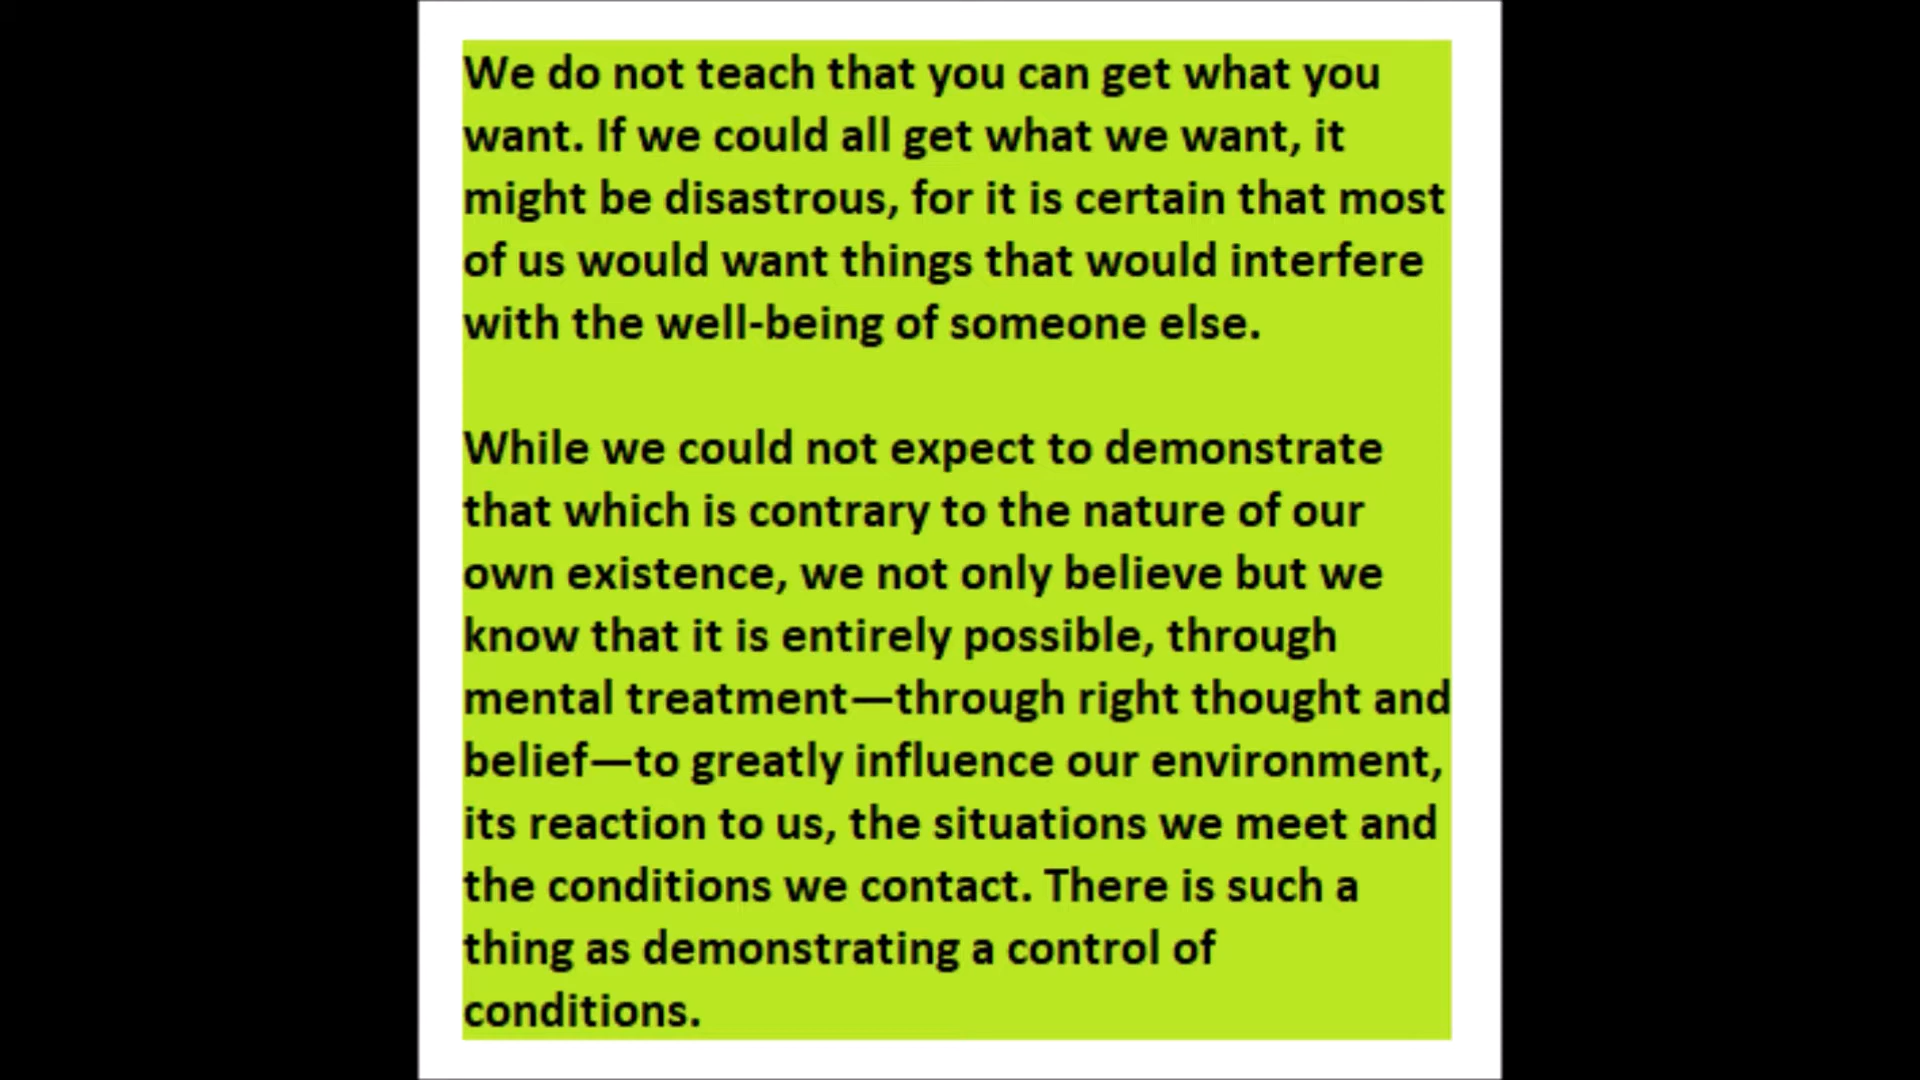 We do not teach that you can get what you
want. If we could all get what we want, it
might be disastrous, for it is certain that most
of us would want things that would interfere
with the well-being of someone else.
While we could not expect to demonstrate
that which is contrary to the nature of our
own existence, we not only believe but we
know that it is entirely possible, through
mental treatment—through right thought and
belief—to greatly influence our environment,
its reaction to us, the situations we meet and
the conditions we contact. There is such a
thing as demonstrating a control of
conditions.